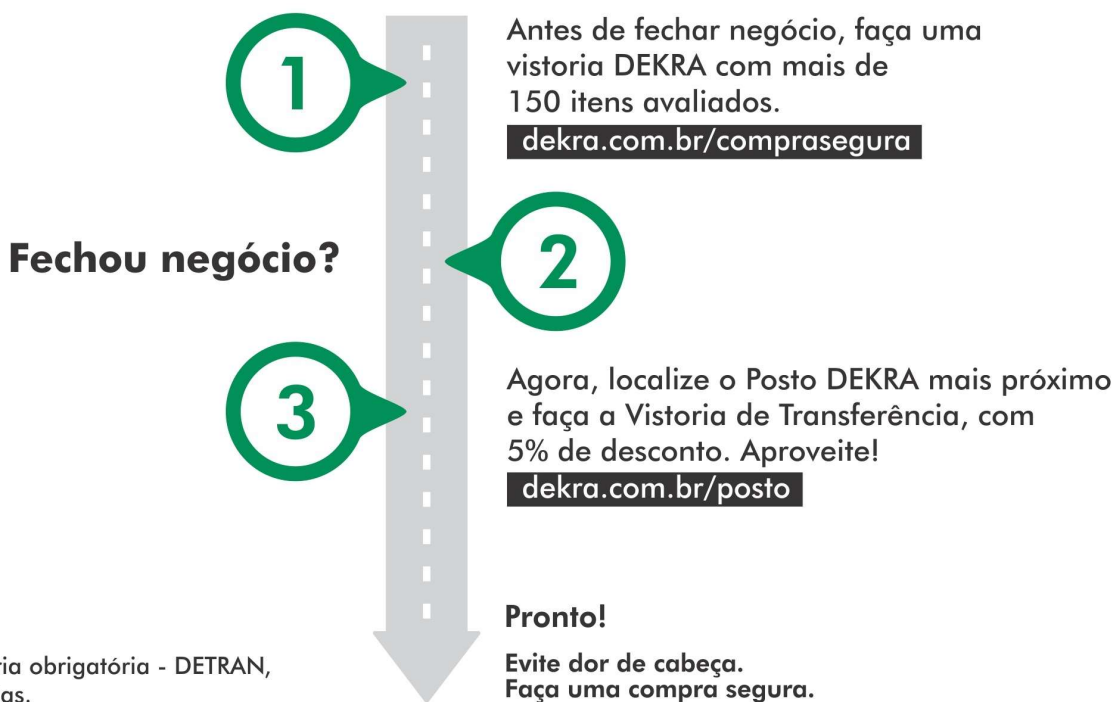 1
Antes de fechar negócio, faça uma
vistoria DEKRA com mais de
150 itens avaliados.
dekra.com.br/comprasegura
Fechou negócio?
2
3
Agora, localize o Posto DEKRA mais próximo
e faça a Vistoria de Transferência, com
5% de desconto. Aproveite!
dekra.com.br/posto
Pronto!
Evite dor de cabeça.
Faça uma compra segura.
obrigatória - DETRAN,